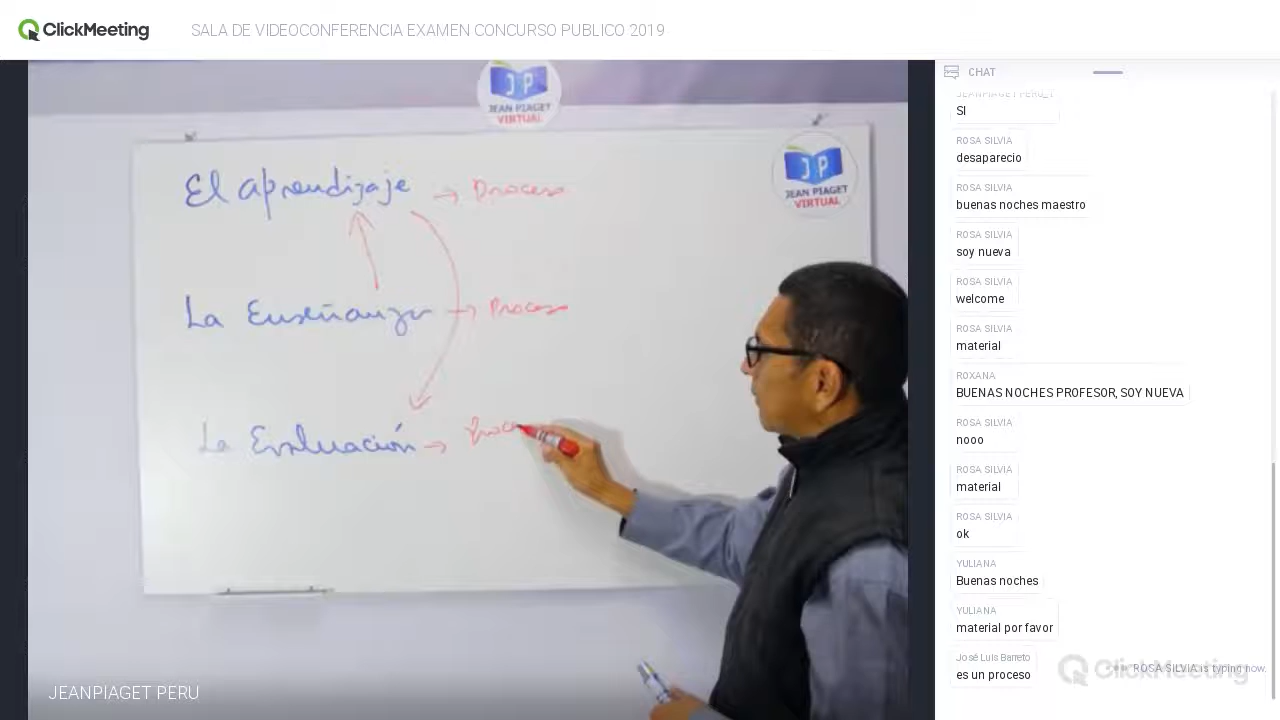 ClickMeeting
SALA DE VIDEOCONFERENCIA EXAMEN CONCURSO PUBLICO 2019
JP
JEAN PIAGET
VIRTUAL
JP
JEAN PIAGET
VIRTUAL
El aprendizaje → Proceso
La Enseñanza → Proceso
La Evaluación → Proce
JEANPIAGET PERU
CHAT
SI
ROSA SILVIA
desaparecio
ROSA SILVIA
buenas noches maestro
ROSA SILVIA
soy nueva
ROSA SILVIA
welcome
ROSA SILVIA
material
ROXANA
BUENAS NOCHES PROFESOR, SOY NUEVA
ROSA SILVIA
nooo
ROSA SILVIA
material
ROSA SILVIA
ok
YULIANA
Buenas noches
YULIANA
material por favor
José Luis Barreto
es un proceso
ROSA SILVIA is typing now.
ClickMeeting